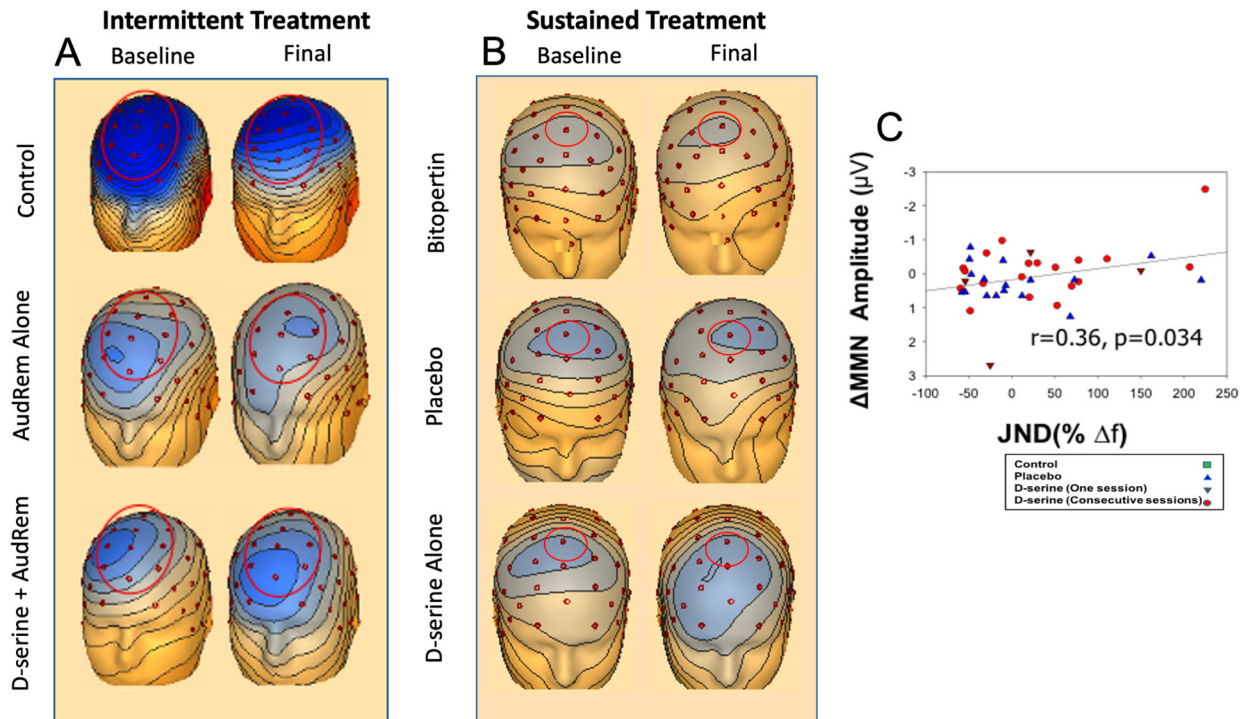 Intermittent Treatment
A
Baseline
Final
Control
AudRem Alone
D-serine + AudRem
Sustained Treatment
B
Baseline
Final
Bitopertin
Placebo
D-serine Alone
C
ΔMMN Amplitude (µV)
-3
-2
-1
0
1
2
3
r=0.36, p=0.034
-100
-50
0
50
100
150
200
250
JND(% Δf)
Control
Placebo
D-serine (One session)
D-serine (Consecutive sessions)